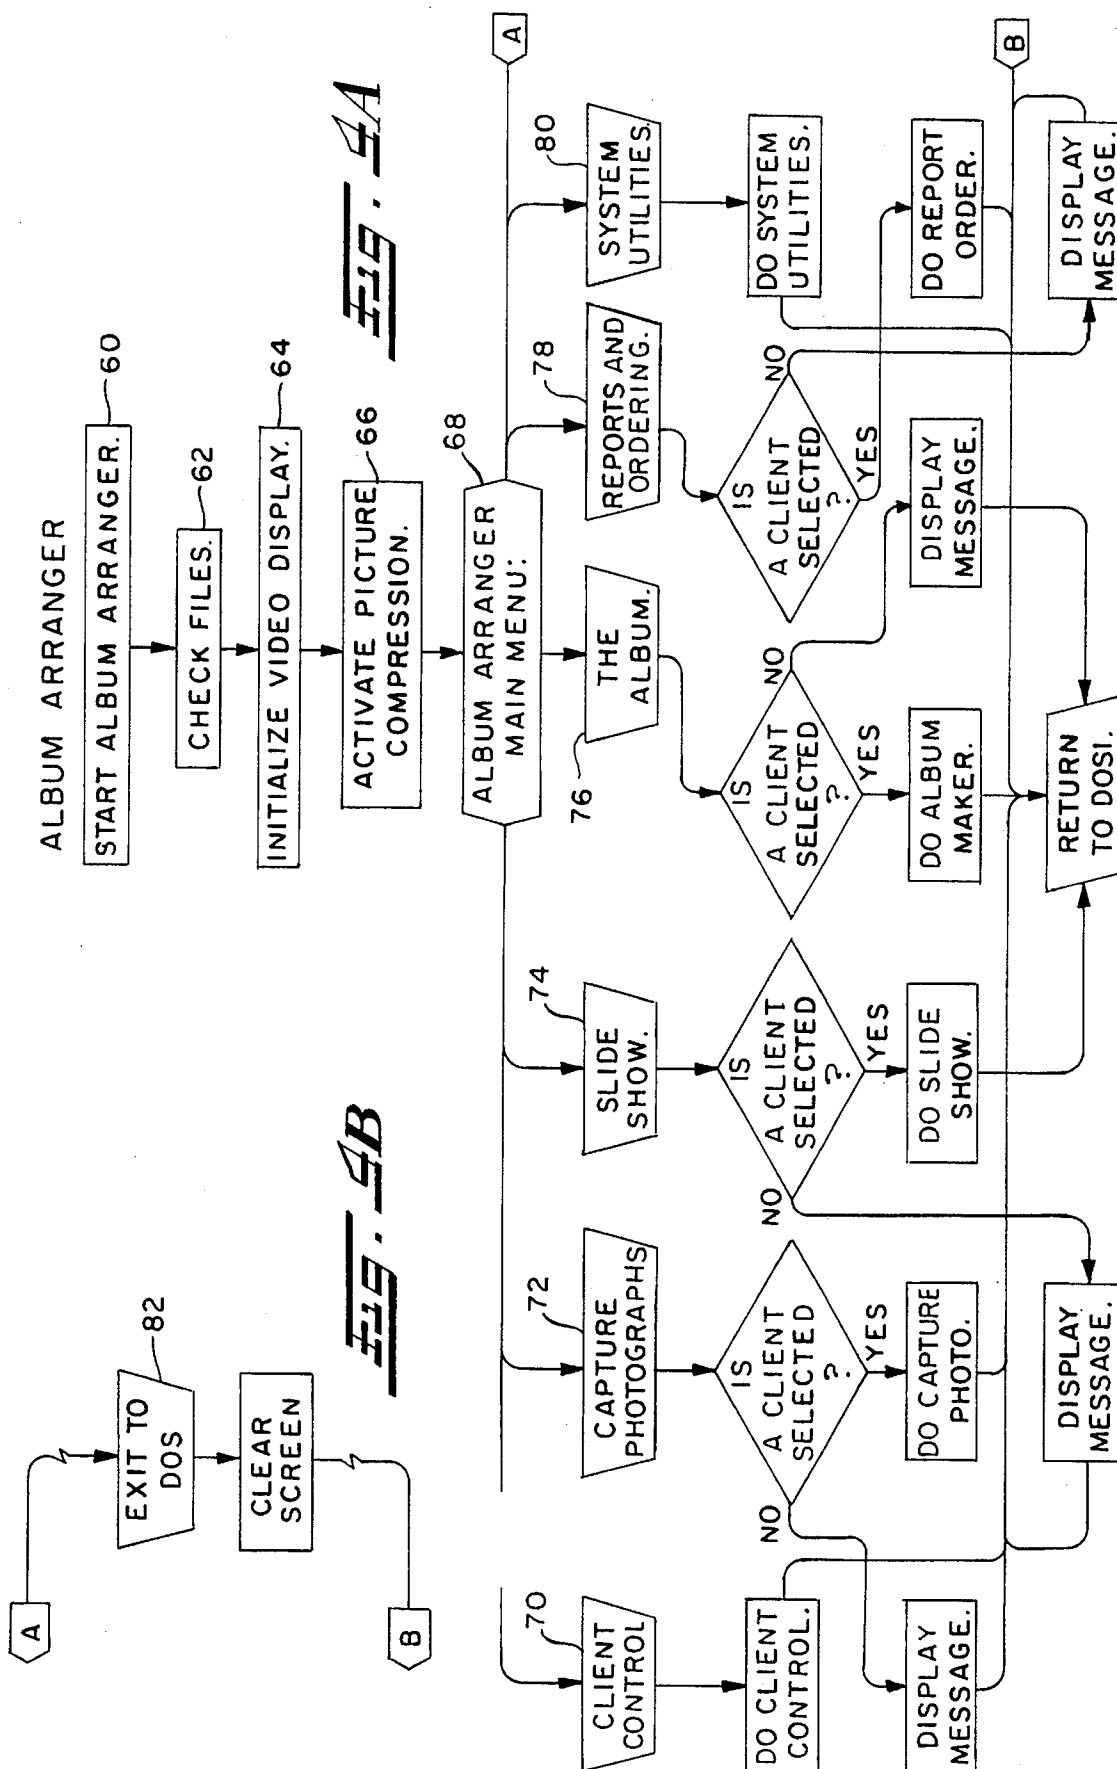 ALBUM ARRANGER
START ALBUM ARRANGER.
60
CHECK FILES.
62
INITIALIZE VIDEO DISPLAY.
64
ACTIVATE PICTURE
COMPRESSION.
66
ALBUM ARRANGER
MAIN MENU:
68
FIG. 4A
A
CLIENT
CONTROL
70
CAPTURE
PHOTOGRAPHS
72
SLIDE
SHOW.
74
THE
ALBUM.
76
REPORTS AND
ORDERING.
78
SYSTEM
UTILITIES.
80
DO CLIENT
CONTROL.
IS
A CLIENT
SELECTED
?
NO
YES
IS
A CLIENT
SELECTED
?
NO
YES
IS
A CLIENT
SELECTED
?
NO
YES
IS
A CLIENT
SELECTED
?
NO
YES
DO SYSTEM
UTILITIES.
DISPLAY
MESSAGE.
DO CAPTURE
PHOTO.
DO SLIDE
SHOW.
DO ALBUM
MAKER.
DISPLAY
MESSAGE.
DO REPORT
ORDER.
B
DISPLAY
MESSAGE.
RETURN
TO DOSI.
DISPLAY
MESSAGE.
A
EXIT TO
DOS
82
CLEAR
SCREEN
B
FIG. 4B